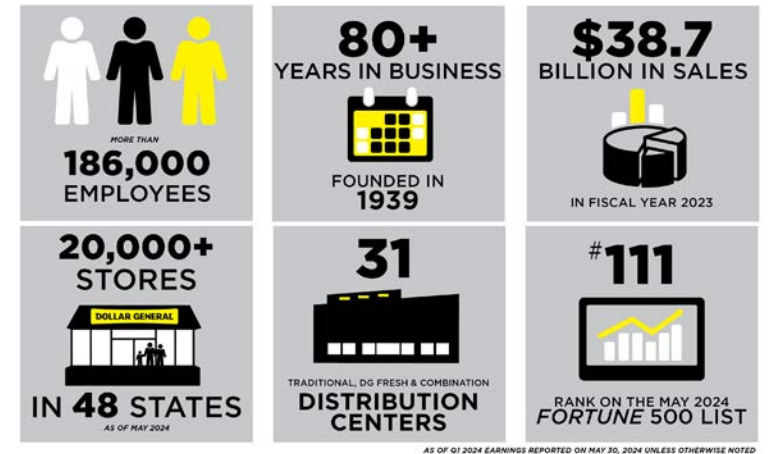 MORE THAN
186,000
EMPLOYEES
80+
YEARS IN BUSINESS
FOUNDED IN
1939
$38.7
BILLION IN SALES
IN FISCAL YEAR 2023
20,000+
STORES
DOLLAR GENERAL
IN 48 STATES
AS OF MAY 2024
31
TRADITIONAL, DG FRESH & COMBINATION
DISTRIBUTION
CENTERS
#111
RANK ON THE MAY 2024
FORTUNE 500 LIST
AS OF Q1 2024 EARNINGS REPORTED ON MAY 30, 2024 UNLESS OTHERWISE NOTED